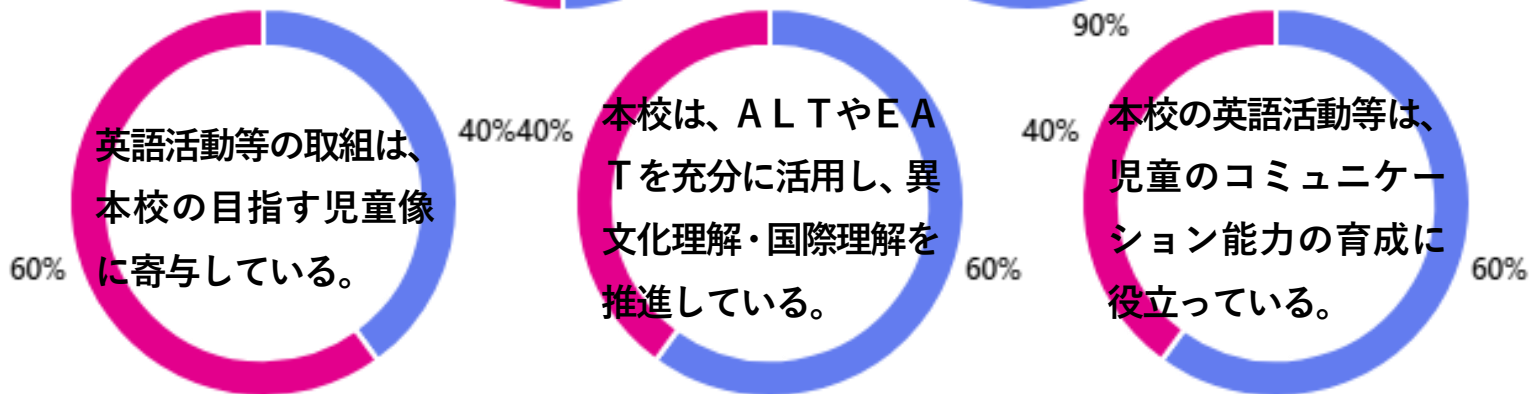 90%
英語活動等の取組は、
本校の目指す児童像
に寄与している。
60%
40%
40%
本校は、ＡＬＴやＥＡ
Ｔを充分に活用し、異
文化理解・国際理解を
推進している。
60%
40%
本校の英語活動等は、
児童のコミュニケー
ション能力の育成に
役立っている。
60%